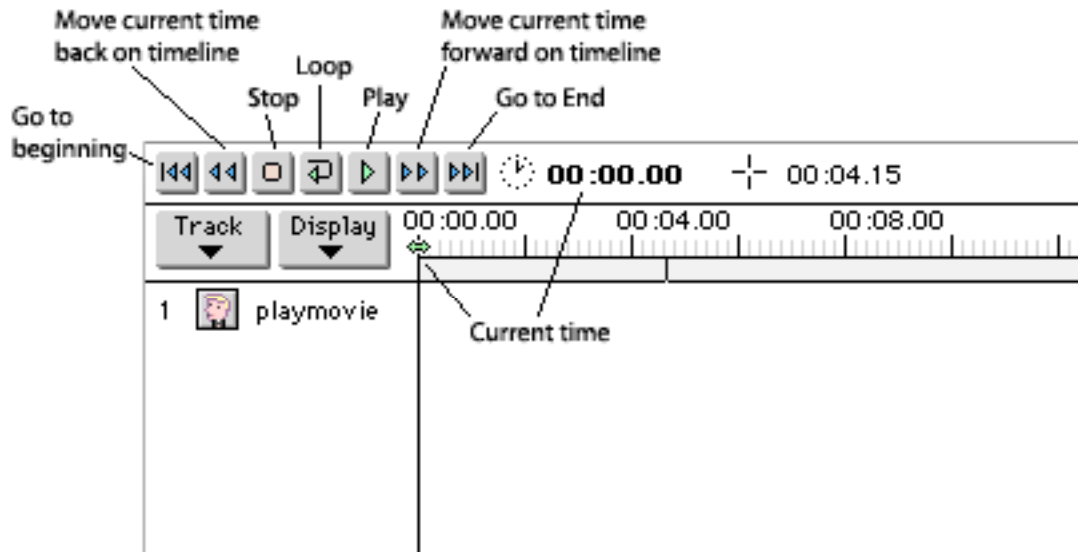 Move current time
back on timeline
Loop
Move current time
forward on timeline
Stop
Play
Go to End
Go to
beginning
00:00.00
00:04.15
Track
Display
00:00.00
00:04.00
00:08.00
1
playmovie
Current time